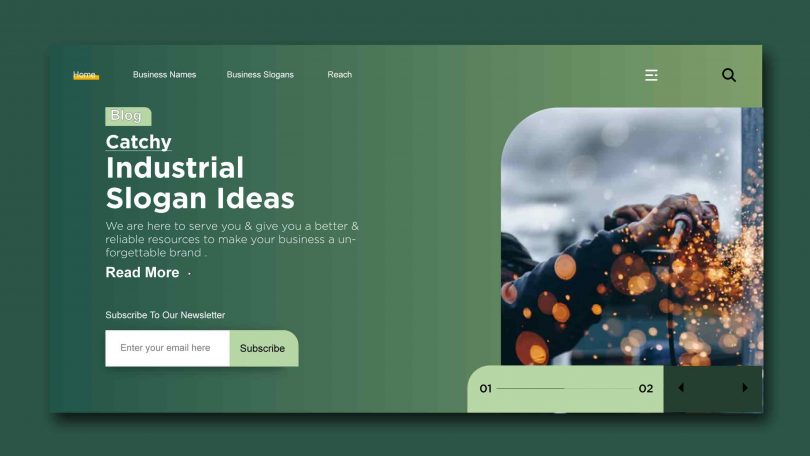 Home
Business Names
Business Slogans
Reach
Blog
Catchy
Industrial
Slogan Ideas
We are here to serve you & give you a better &
reliable resources to make your business a un-
forgettable brand .
Read More .
Subscribe To Our Newsletter
Enter your email here
Subscribe
01
02